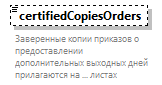 certifiedCopiesOrders
Заверенные копии приказов о
предоставлении
дополнительных выходных дней
прилагаются на ... листах